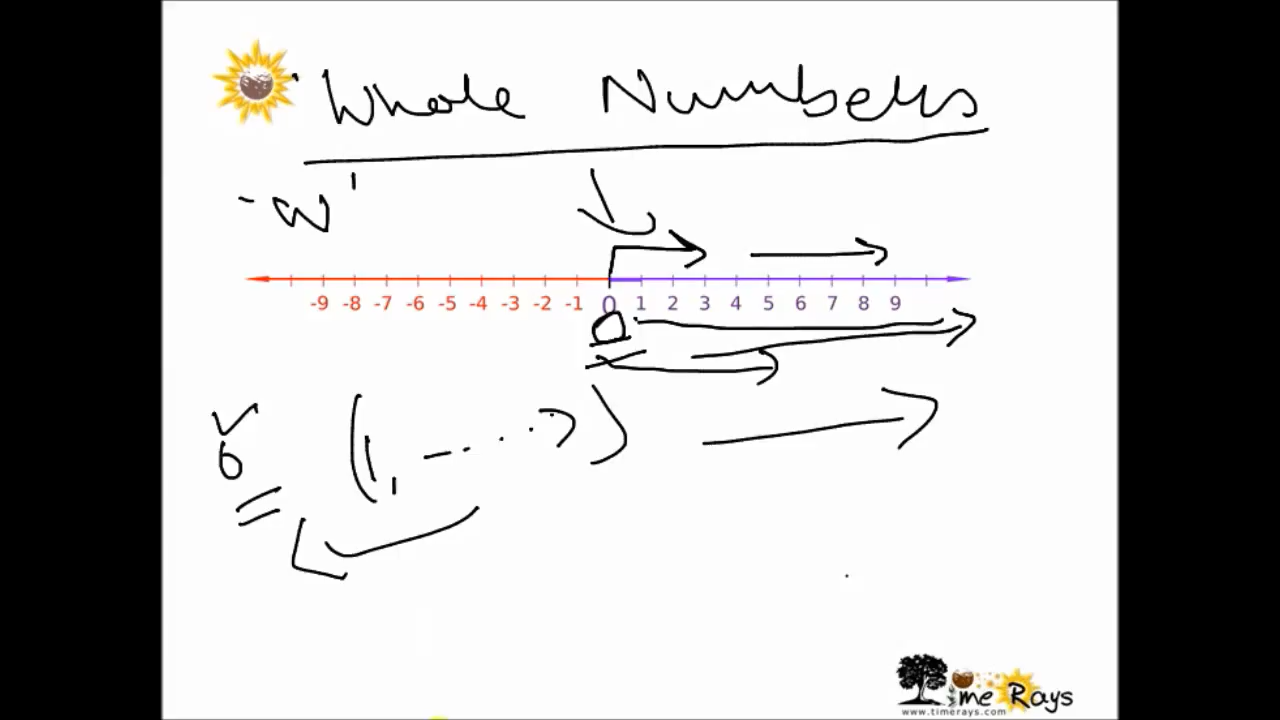 Whole Numbers
'W'
-9 -8 -7 -6 -5 -4 -3 -2 -1 0 1 2 3 4 5 6 7 8 9
0
0 (1, ----)
Time Rays
www.timerays.com